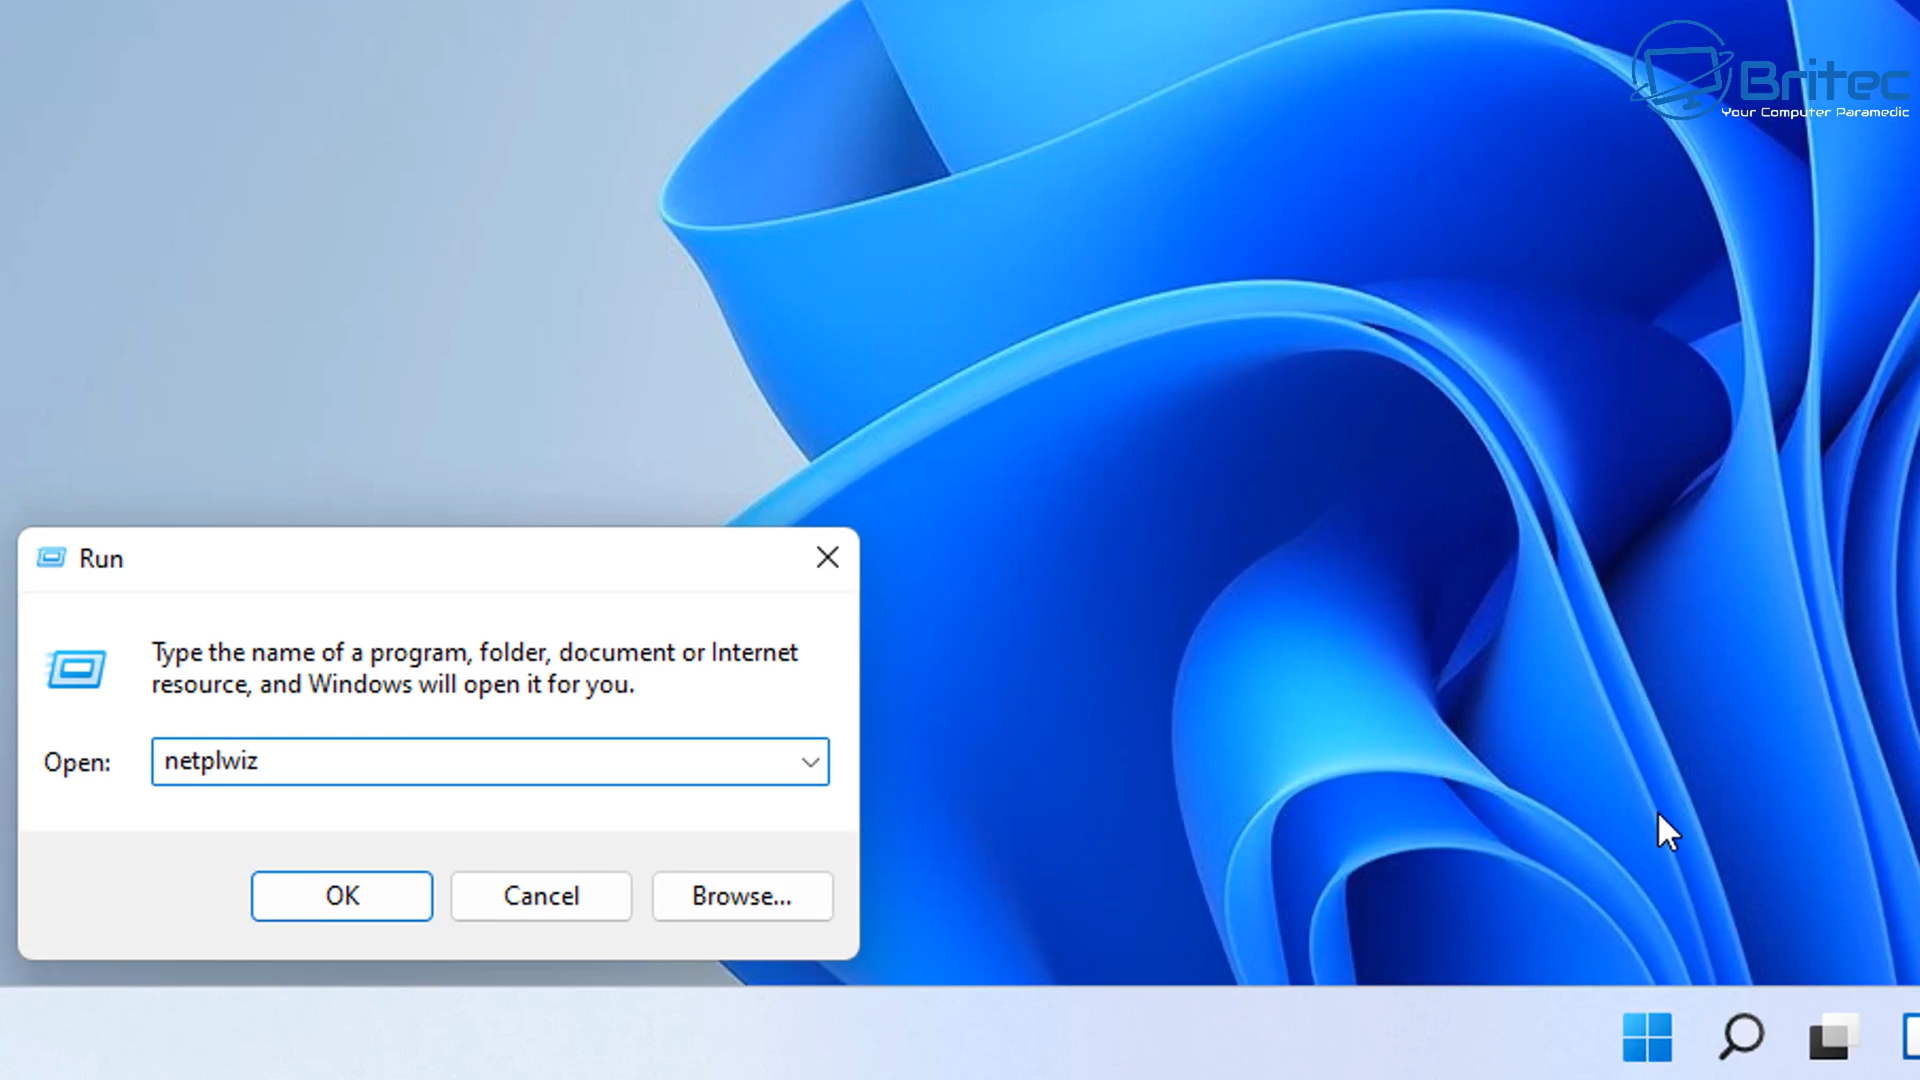 Britec
Your Computer Paramedic
Run
Type the name of a program, folder, document or Internet
resource, and Windows will open it for you.
Open:
netplwiz
OK
Cancel
Browse...